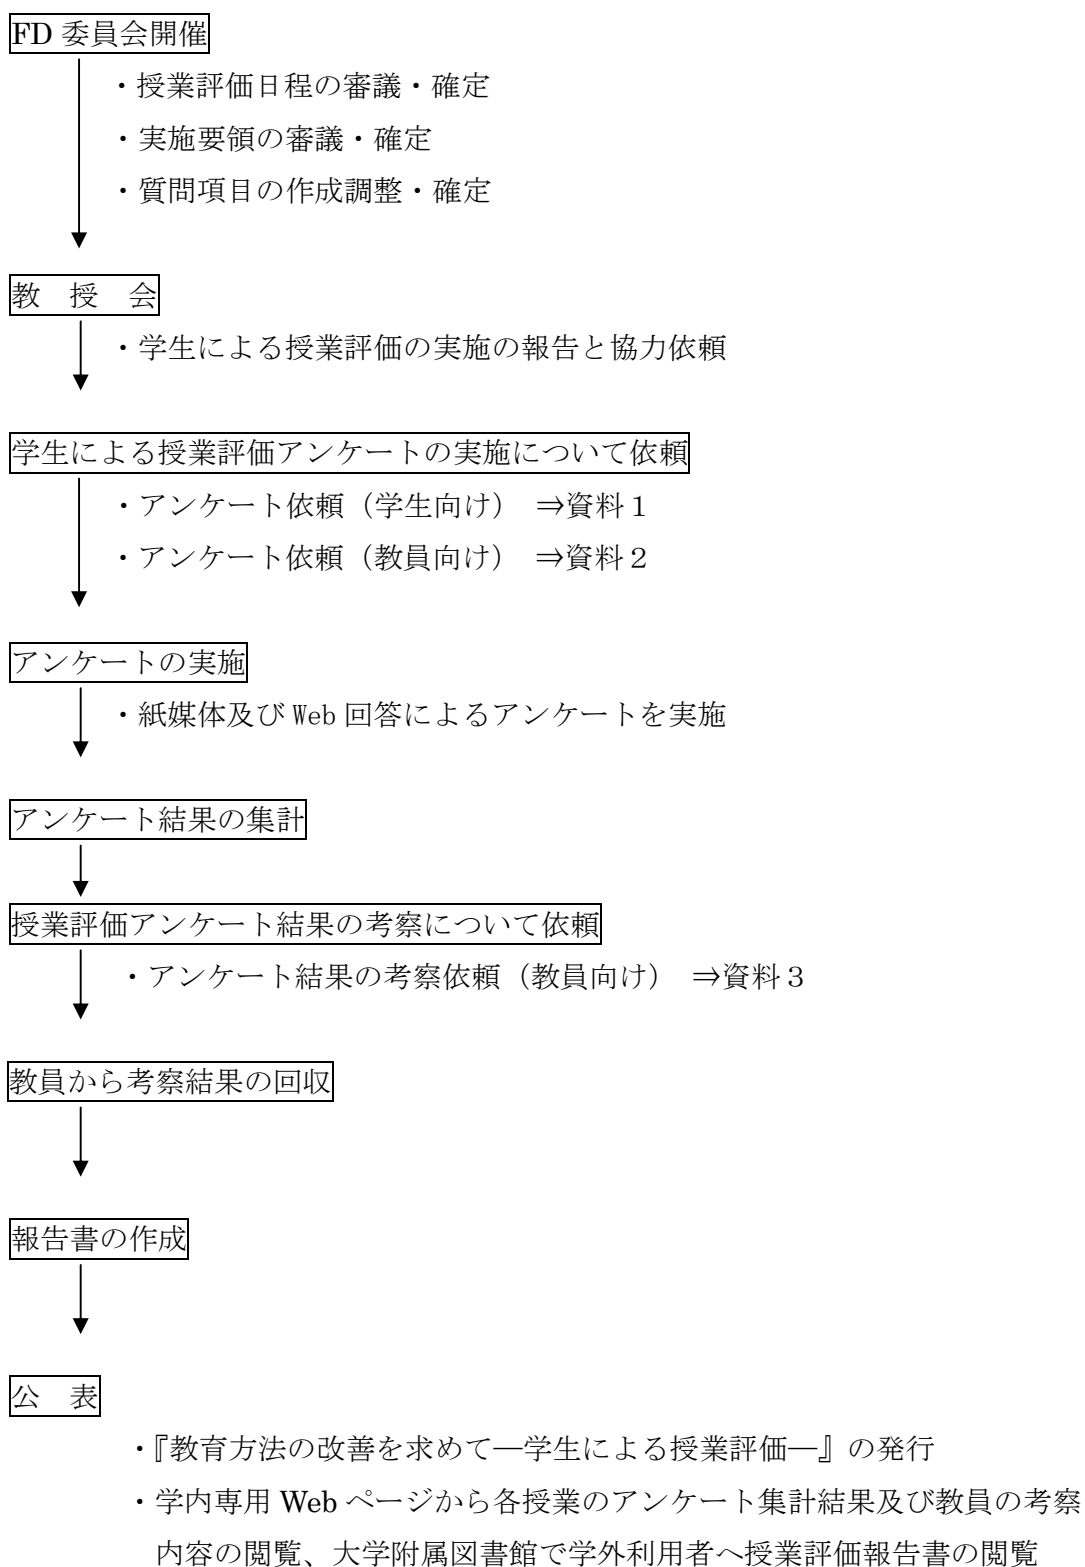 FD 委員会開催
・授業評価日程の審議・確定
・実施要領の審議・確定
・質問項目の作成調整・確定
教　授　会
・学生による授業評価の実施の報告と協力依頼
学生による授業評価アンケートの実施について依頼
・アンケート依頼（学生向け）　⇒資料１
・アンケート依頼（教員向け）　⇒資料２
アンケートの実施
・紙媒体及び Web 回答によるアンケートを実施
アンケート結果の集計
授業評価アンケート結果の考察について依頼
・アンケート結果の考察依頼（教員向け）　⇒資料３
教員から考察結果の回収
報告書の作成
公　表
・『教育方法の改善を求めて―学生による授業評価―』の発行
・学内専用 Web ページから各授業のアンケート集計結果及び教員の考察
内容の閲覧、大学附属図書館で学外利用者へ授業評価報告書の閲覧